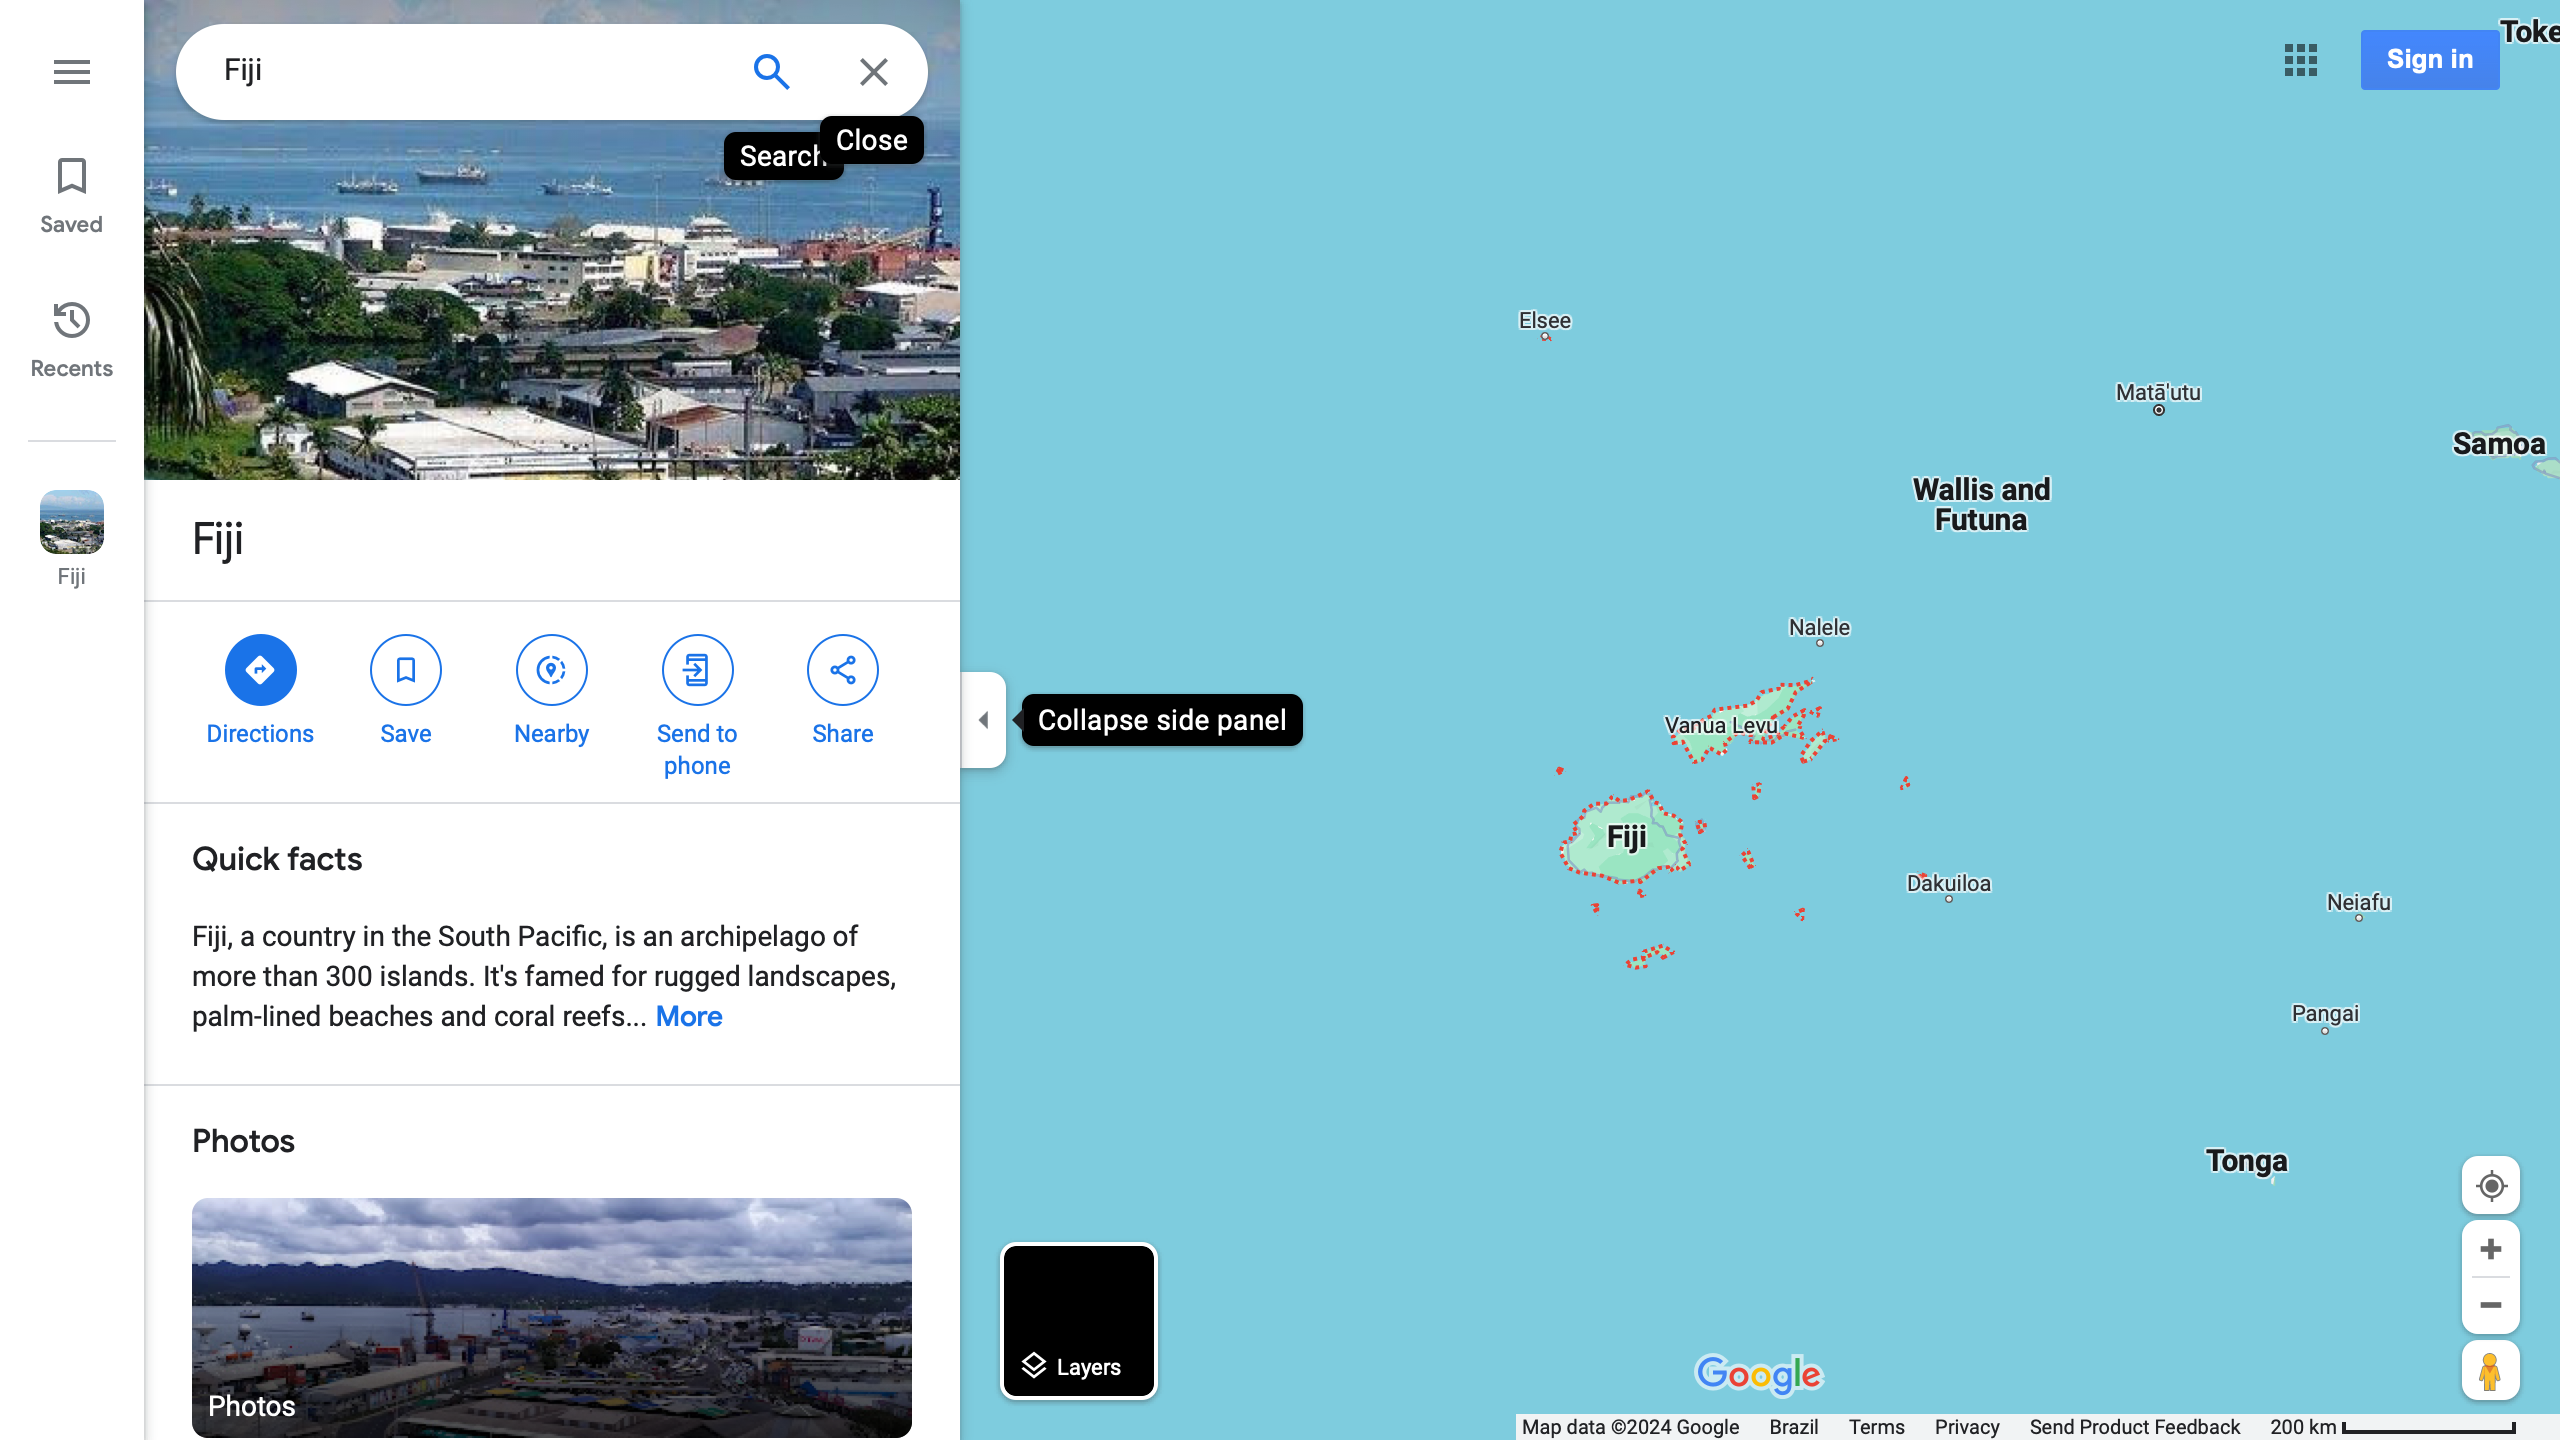 Fiji
Search
Close
Saved
Recents
Fiji
Fiji
Directions
Save
Nearby
Send to
phone
Share
Quick facts
Fiji, a country in the South Pacific, is an archipelago of
more than 300 islands. It's famed for rugged landscapes,
palm-lined beaches and coral reefs... More
Photos
Photos
Collapse side panel
Layers
Sign in
Toke
Elsee
Matā'utu
Samoa
Wallis and
Futuna
Nalele
Vanua Levu
Fiji
Dakuiloa
Neiafu
Pangai
Tonga
Google
Map data ©2024 Google Brazil Terms Privacy Send Product Feedback 200 km